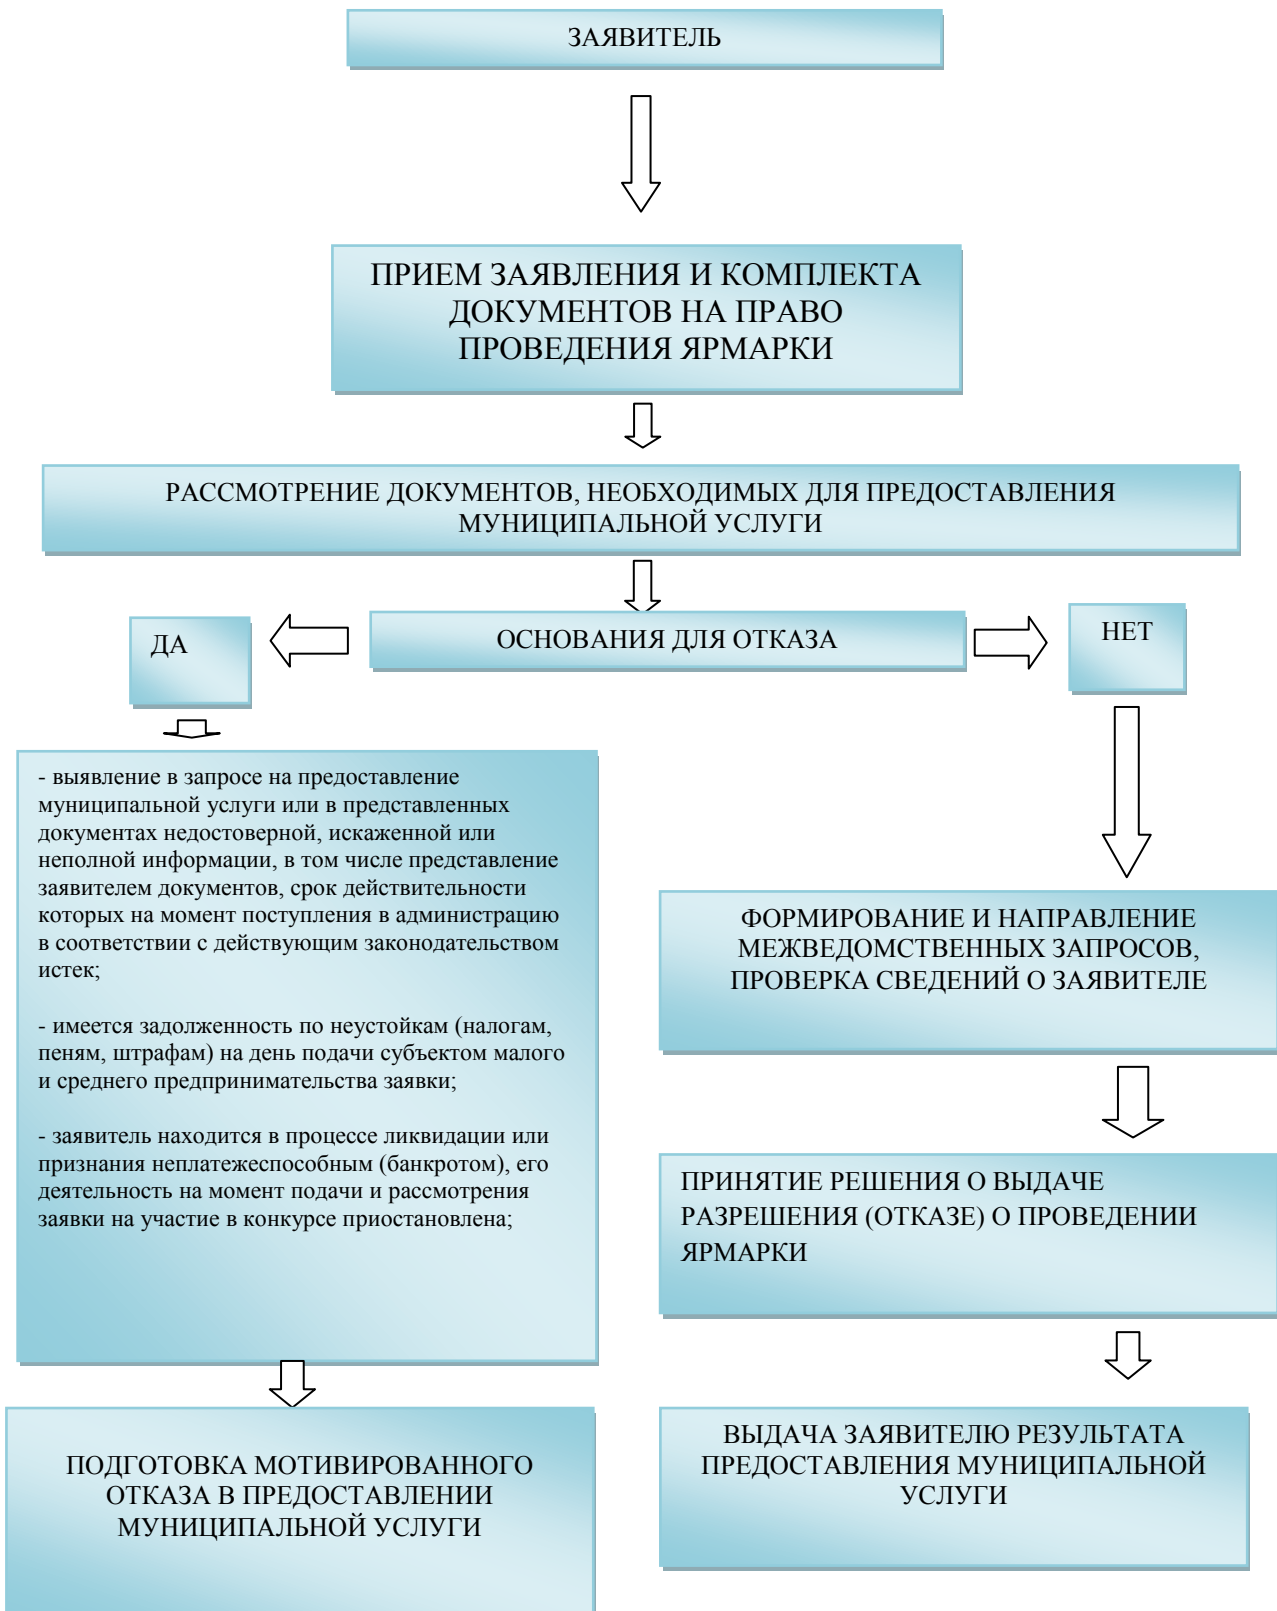 ЗАЯВИТЕЛЬ
ПРИЕМ ЗАЯВЛЕНИЯ И КОМПЛЕКТА
ДОКУМЕНТОВ НА ПРАВО
ПРОВЕДЕНИЯ ЯРМАРКИ
РАССМОТРЕНИЕ ДОКУМЕНТОВ, НЕОБХОДИМЫХ ДЛЯ ПРЕДОСТАВЛЕНИЯ
МУНИЦИПАЛЬНОЙ УСЛУГИ
ДА
ОСНОВАНИЯ ДЛЯ ОТКАЗА
НЕТ
- выявление в запросе на предоставление
муниципальной услуги или в представленных
документах недостоверной, искаженной или
неполной информации, в том числе представление
заявителем документов, срок действительности
которых на момент поступления в администрацию
в соответствии с действующим законодательством
истек;
- имеется задолженность по неустойкам (налогам,
пеням, штрафам) на день подачи субъектом малого
и среднего предпринимательства заявки;
- заявитель находится в процессе ликвидации или
признания неплатежеспособным (банкротом), его
деятельность на момент подачи и рассмотрения
заявки на участие в конкурсе приостановлена;
ПОДГОТОВКА МОТИВИРОВАННОГО
ОТКАЗА В ПРЕДОСТАВЛЕНИИ
МУНИЦИПАЛЬНОЙ УСЛУГИ
ФОРМИРОВАНИЕ И НАПРАВЛЕНИЕ
МЕЖВЕДОМСТВЕННЫХ ЗАПРОСОВ,
ПРОВЕРКА СВЕДЕНИЙ О ЗАЯВИТЕЛЕ
ПРИНЯТИЕ РЕШЕНИЯ О ВЫДАЧЕ
РАЗРЕШЕНИЯ (ОТКАЗЕ) О ПРОВЕДЕНИИ
ЯРМАРКИ
ВЫДАЧА ЗАЯВИТЕЛЮ РЕЗУЛЬТАТА
ПРЕДОСТАВЛЕНИЯ МУНИЦИПАЛЬНОЙ
УСЛУГИ